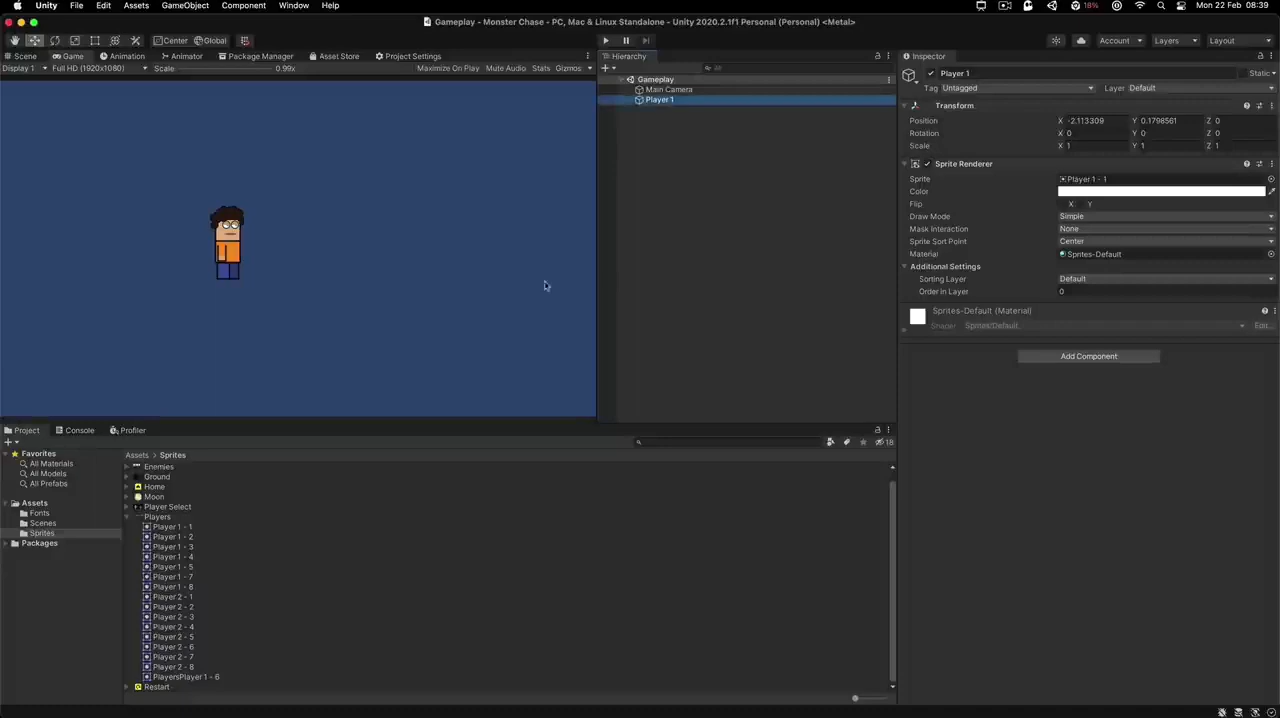 Unity File Edit Assets GameObject Component Window Help 18% Mon 22 Feb 08:39
Gameplay - Monster Chase - PC, Mac & Linux Standalone - Unity 2020.2.1f1 Personal (Personal) <Metal>
Center Global Account Layers Layout
Scene Game Animation Animator Package Manager Asset Store Project Settings
Display 1 Full HD (1920x1080) Scale 0.99x Maximize On Play Mute Audio Stats Gizmos
Hierarchy
All
Gameplay
Main Camera
Player 1
Inspector
Player 1 Static
Tag Untagged Layer Default
Transform
Position X -2.113309 Y 0.1798561 Z 0
Rotation X 0 Y 0 Z 0
Scale X 1 Y 1 Z 1
Sprite Renderer
Sprite Player 1 - 1
Color
Flip X Y
Draw Mode Simple
Mask Interaction None
Sprite Sort Point Center
Material Sprites-Default
Additional Settings
Sorting Layer Default
Order in Layer 0
Sprites-Default (Material)
Shader Sprites/Default Edit...
Add Component
Project Console Profiler
18
Favorites
All Materials
All Models
All Prefabs
Assets
Fonts
Scenes
Sprites
Packages
Assets > Sprites
Enemies
Ground
Home
Moon
Player Select
Players
Player 1 - 1
Player 1 - 2
Player 1 - 3
Player 1 - 4
Player 1 - 5
Player 1 - 7
Player 1 - 8
Player 2 - 1
Player 2 - 2
Player 2 - 3
Player 2 - 4
Player 2 - 5
Player 2 - 6
Player 2 - 7
Player 2 - 8
PlayersPlayer 1 - 6
Restart